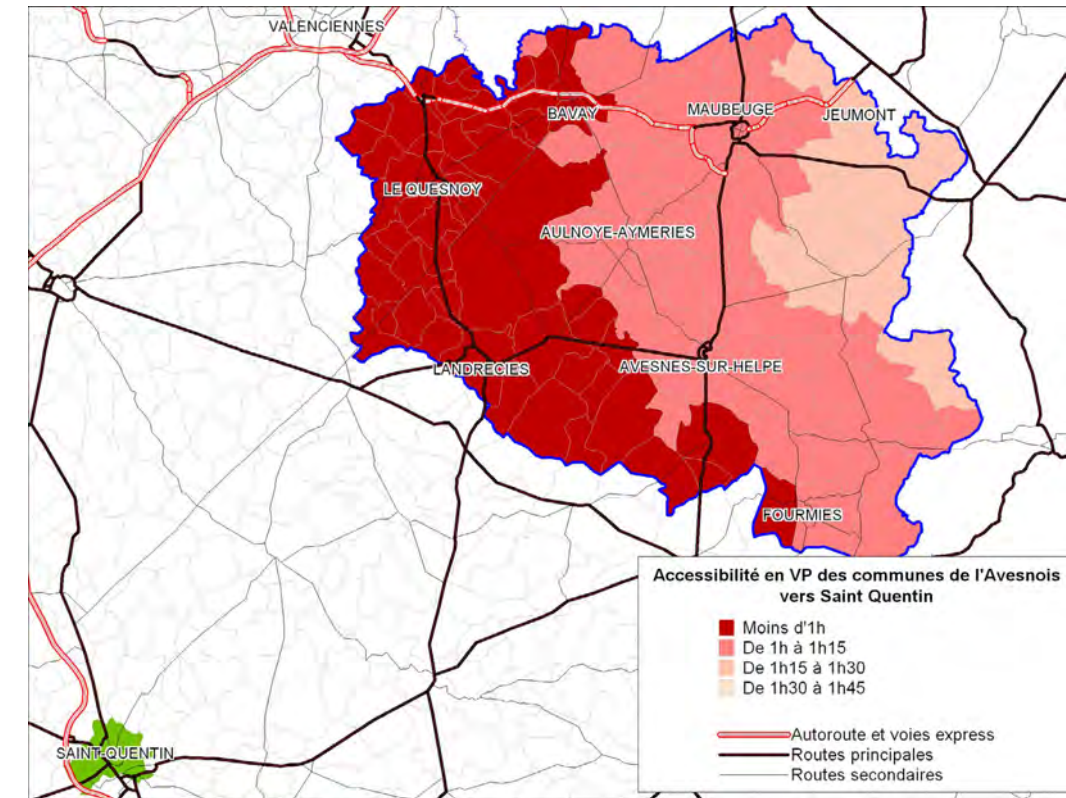 VALENCIENNES
BAVAY
MAUBEUGE
JEUMONT
LE QUESNOY
AULNOYE-AYMERIES
LANDRECIES
AVESNES-SUR-HELPE
FOURMIES
SAINT-QUENTIN
Accessibilité en VP des communes de l'Avesnois
vers Saint Quentin
Moins d'1h
De 1h à 1h15
De 1h15 à 1h30
De 1h30 à 1h45
Autoroute et voies express
Routes principales
Routes secondaires